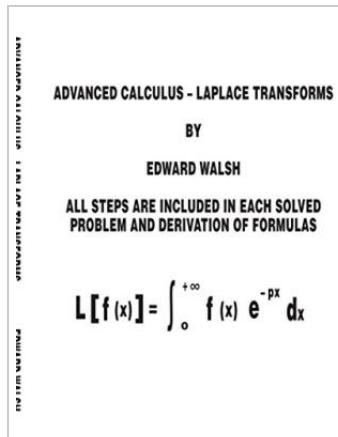 ADVANCED CALCULUS – LAPLACE TRANSFORMS
BY
EDWARD WALSH
ALL STEPS ARE INCLUDED IN EACH SOLVED
PROBLEM AND DERIVATION OF FORMULAS
L[f(x)] = ∫₀^{+∞} f(x) e^{-px} dx